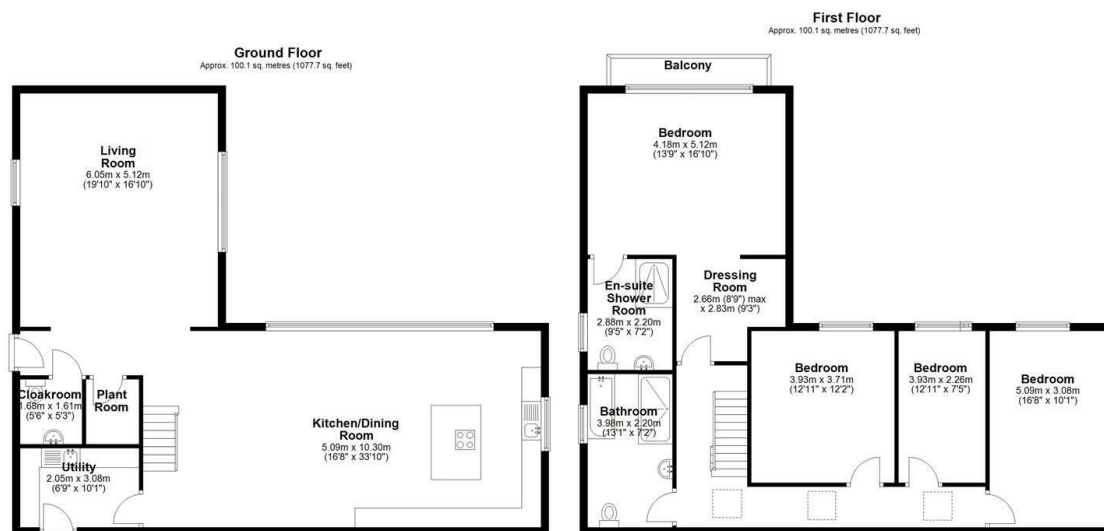 Ground Floor
Approx. 100.1 sq. metres (1077.7 sq. feet)
Living
Room
6.05m x 5.12m
(19'10" x 16'10")
Cloakroom
1.68m x 1.61m
(5'6" x 5'3")
Plant
Room
Kitchen/Dining
Room
5.09m x 10.30m
(16'8" x 33'10")
Utility
2.05m x 3.08m
(6'9" x 10'1")
First Floor
Approx. 100.1 sq. metres (1077.7 sq. feet)
Balcony
Bedroom
4.18m x 5.12m
(13'9" x 16'10")
En-suite
Shower
Room
2.88m x 2.20m
(9'5" x 7'2")
Dressing
Room
2.66m (8'9") max
x 2.83m (9'3")
Bathroom
3.98m x 2.20m
(13'1" x 7'2")
Bedroom
3.93m x 3.71m
(12'11" x 12'2")
Bedroom
3.93m x 2.26m
(12'11" x 7'5")
Bedroom
5.09m x 3.08m
(16'8" x 10'1")